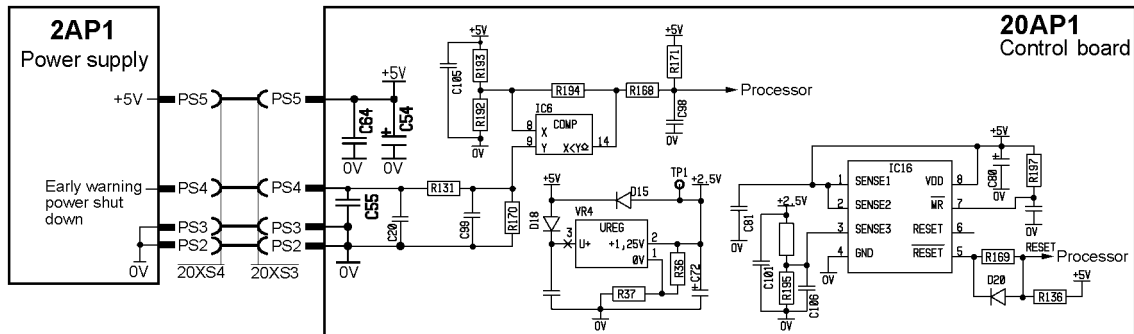 2AP1
Power supply
+5V
PS5
PS5
Early warning
power shut
down
PS4
PS4
PS3
PS3
PS2
PS2
0V
20XS4
20XS3
20AP1
Control board
+5V
C64
C54
+
0V
0V
C55
0V
C20
R131
C99
R170
+5V
C105
R193
R192
0V
R194
IC6
COMP
8
X
9
Y
X<YΩ
14
R168
+5V
R171
C98
0V
Processor
+5V
D15
TP1
+2.5V
D18
VR4
UREG
3
U+
+1,25V
2
0V
1
R36
R37
+C72
0V
C81
0V
+2.5V
C101
R195
C106
0V
0V
IC16
1
SENSE1
VDD
8
2
SENSE2
MR
7
3
SENSE3
RESET
6
4
GND
RESET
5
+5V
+
C80
0V
R197
0V
RESET
R169
Processor
D20
R136
+5V